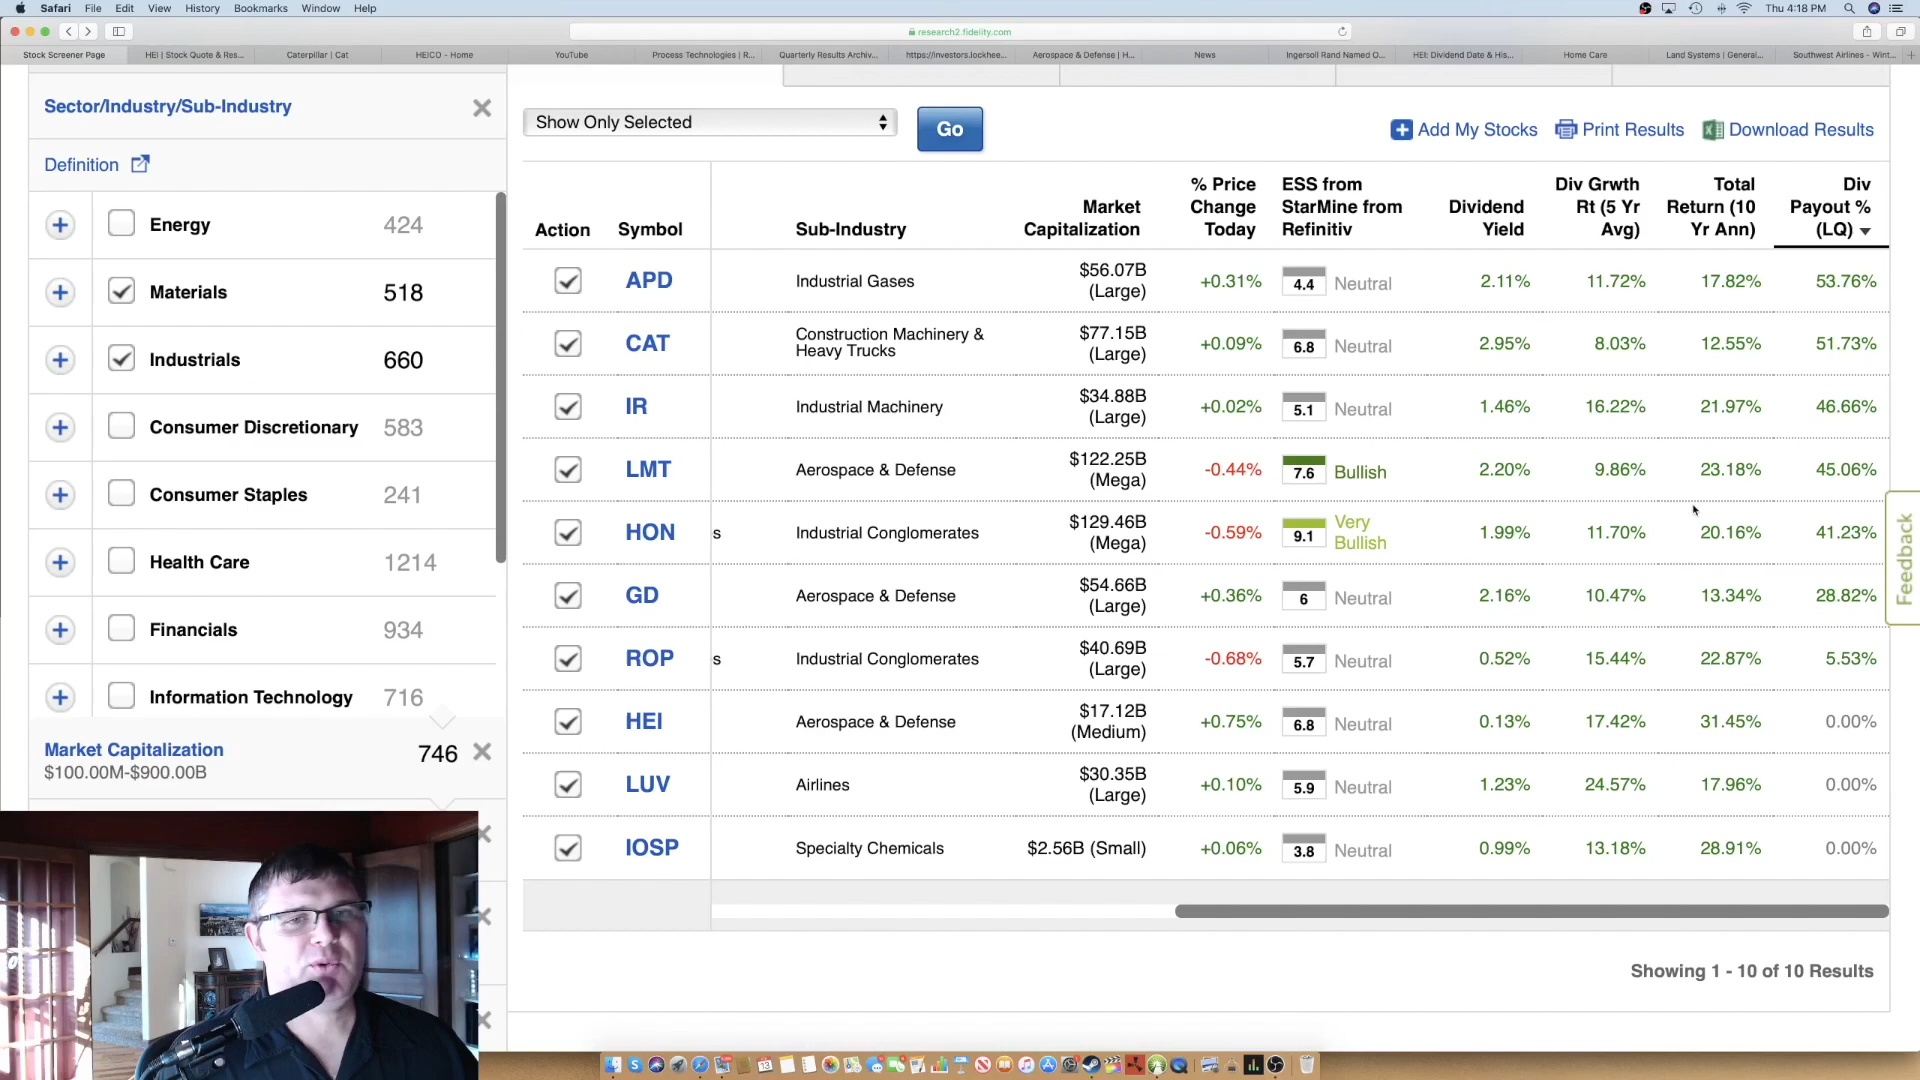 Safari File Edit View History Bookmarks Window Help Thu 4:18 PM
research2.fidelity.com
Stock Screener Page HEI | Stock Quote & Res... Caterpillar | Cat HEICO - Home YouTube Process Technologies | R... Quarterly Results Archiv... https://investors.lockhee... Aerospace & Defense | H... News Ingersoll Rand Named O... HEI: Dividend Date & His... Home Care Land Systems | General... Southwest Airlines - Wint...
Sector/Industry/Sub-Industry
Definition
Energy 424
Materials 518
Industrials 660
Consumer Discretionary 583
Consumer Staples 241
Health Care 1214
Financials 934
Information Technology 716
Market Capitalization 746
$100.00M-$900.00B
Show Only Selected Go Add My Stocks Print Results Download Results
Action Symbol Sub-Industry Market Capitalization % Price Change Today ESS from StarMine from Refinitiv Dividend Yield Div Grwth Rt (5 Yr Avg) Total Return (10 Yr Ann) Div Payout % (LQ)
APD Industrial Gases $56.07B (Large) +0.31% 4.4 Neutral 2.11% 11.72% 17.82% 53.76%
CAT Construction Machinery & Heavy Trucks $77.15B (Large) +0.09% 6.8 Neutral 2.95% 8.03% 12.55% 51.73%
IR Industrial Machinery $34.88B (Large) +0.02% 5.1 Neutral 1.46% 16.22% 21.97% 46.66%
LMT Aerospace & Defense $122.25B (Mega) -0.44% 7.6 Bullish 2.20% 9.86% 23.18% 45.06%
HON s Industrial Conglomerates $129.46B (Mega) -0.59% 9.1 Very Bullish 1.99% 11.70% 20.16% 41.23%
GD Aerospace & Defense $54.66B (Large) +0.36% 6 Neutral 2.16% 10.47% 13.34% 28.82%
ROP s Industrial Conglomerates $40.69B (Large) -0.68% 5.7 Neutral 0.52% 15.44% 22.87% 5.53%
HEI Aerospace & Defense $17.12B (Medium) +0.75% 6.8 Neutral 0.13% 17.42% 31.45% 0.00%
LUV Airlines $30.35B (Large) +0.10% 5.9 Neutral 1.23% 24.57% 17.96% 0.00%
IOSP Specialty Chemicals $2.56B (Small) +0.06% 3.8 Neutral 0.99% 13.18% 28.91% 0.00%
Showing 1 - 10 of 10 Results
Feedback